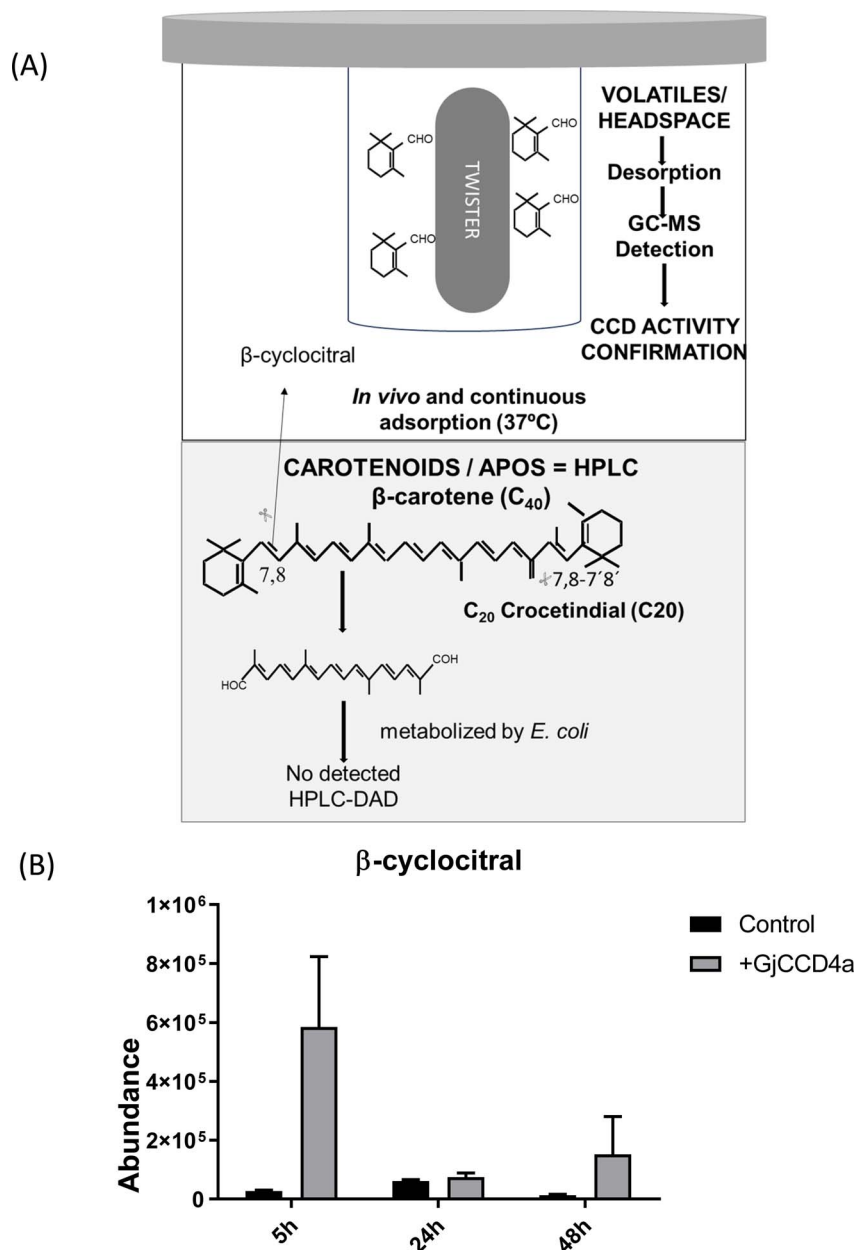 (A)
VOLATILES/
HEADSPACE
Desorption
GC-MS
Detection
CCD ACTIVITY
CONFIRMATION
CHO
CHO
CHO
CHO
TWISTER
β-cyclocitral
In vivo and continuous
adsorption (37ºC)
CAROTENOIDS / APOS = HPLC
β-carotene (C40)
7,8
7,8-7´8´
C20 Crocetindial (C20)
COH
HOC
metabolized by E. coli
No detected
HPLC-DAD
(B)
β-cyclocitral
Abundance
1×10⁶
8×10⁵
6×10⁵
4×10⁵
2×10⁵
0
5h
24h
48h
Control
+GjCCD4a